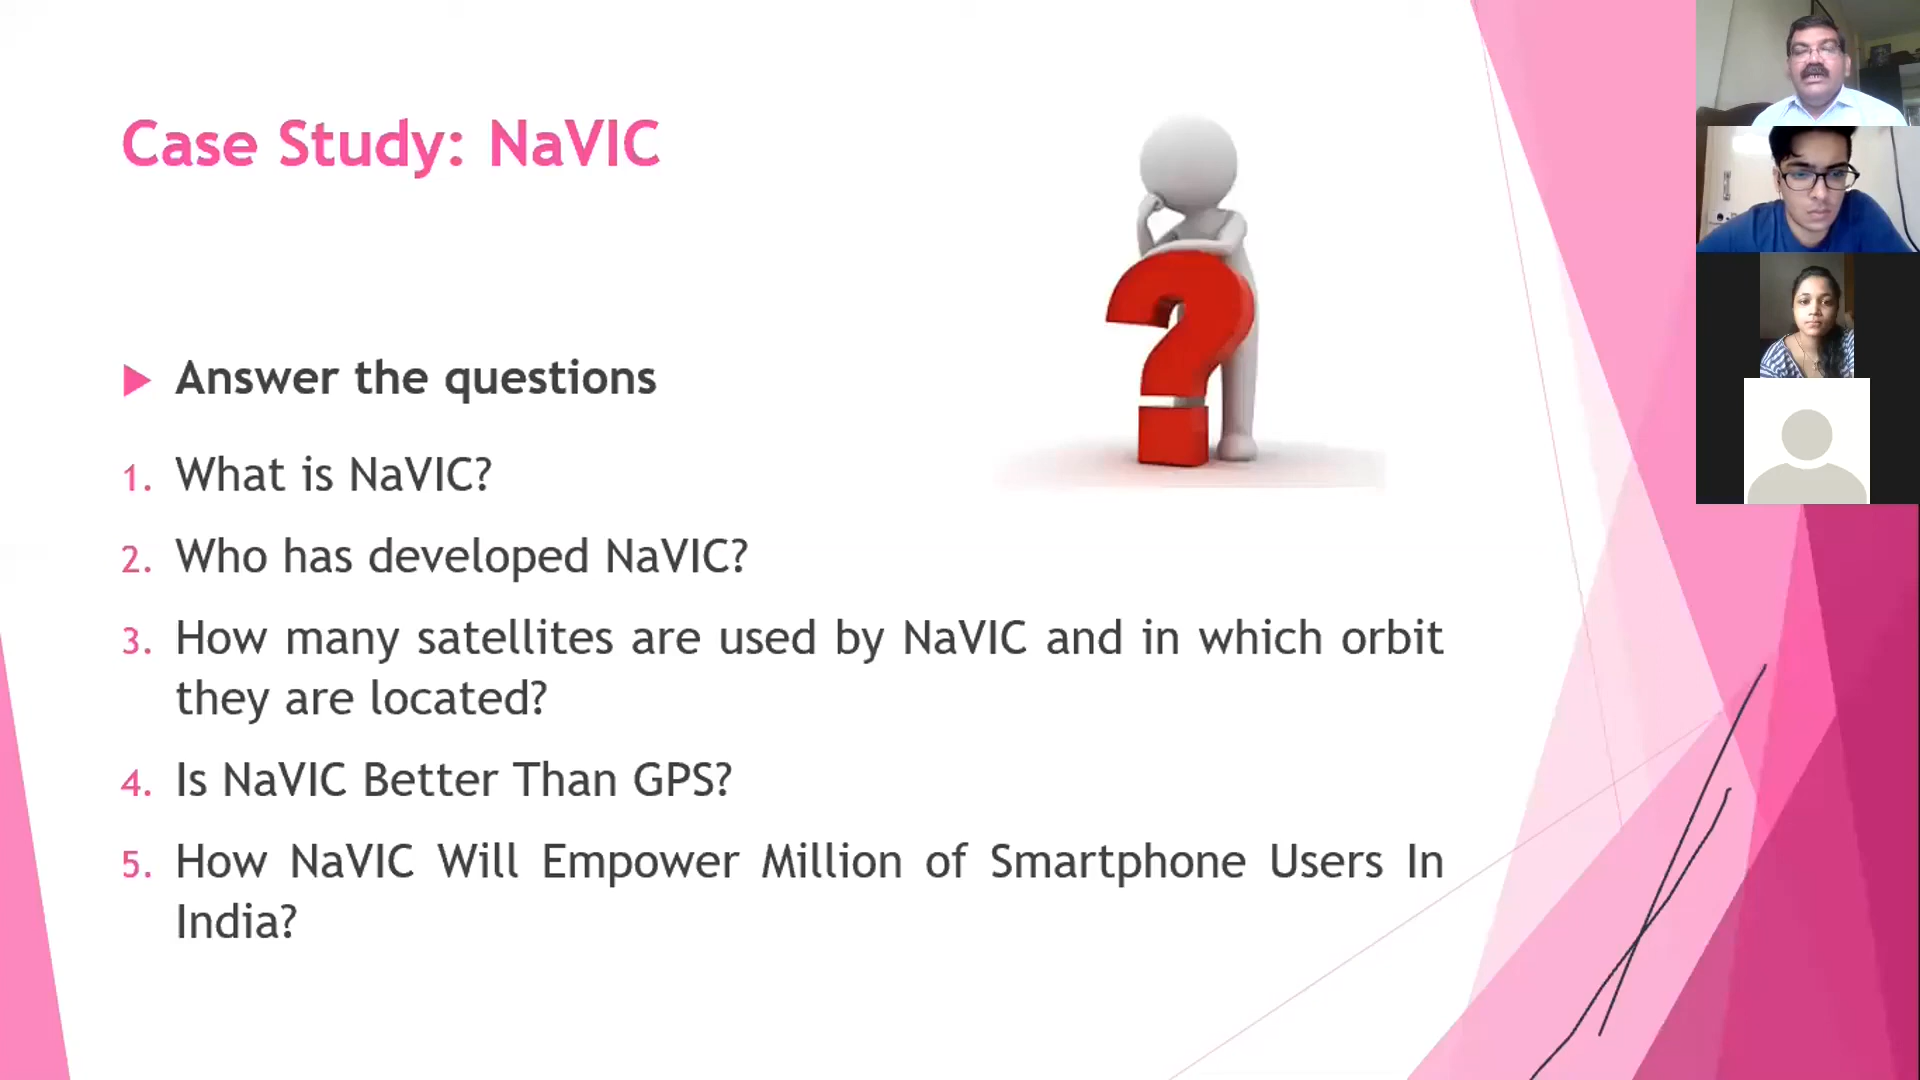 Case Study: NaVIC
Answer the questions
1. What is NaVIC?
2. Who has developed NaVIC?
3. How many satellites are used by NaVIC and in which orbit
they are located?
4. Is NaVIC Better Than GPS?
5. How NaVIC Will Empower Million of Smartphone Users In
India?